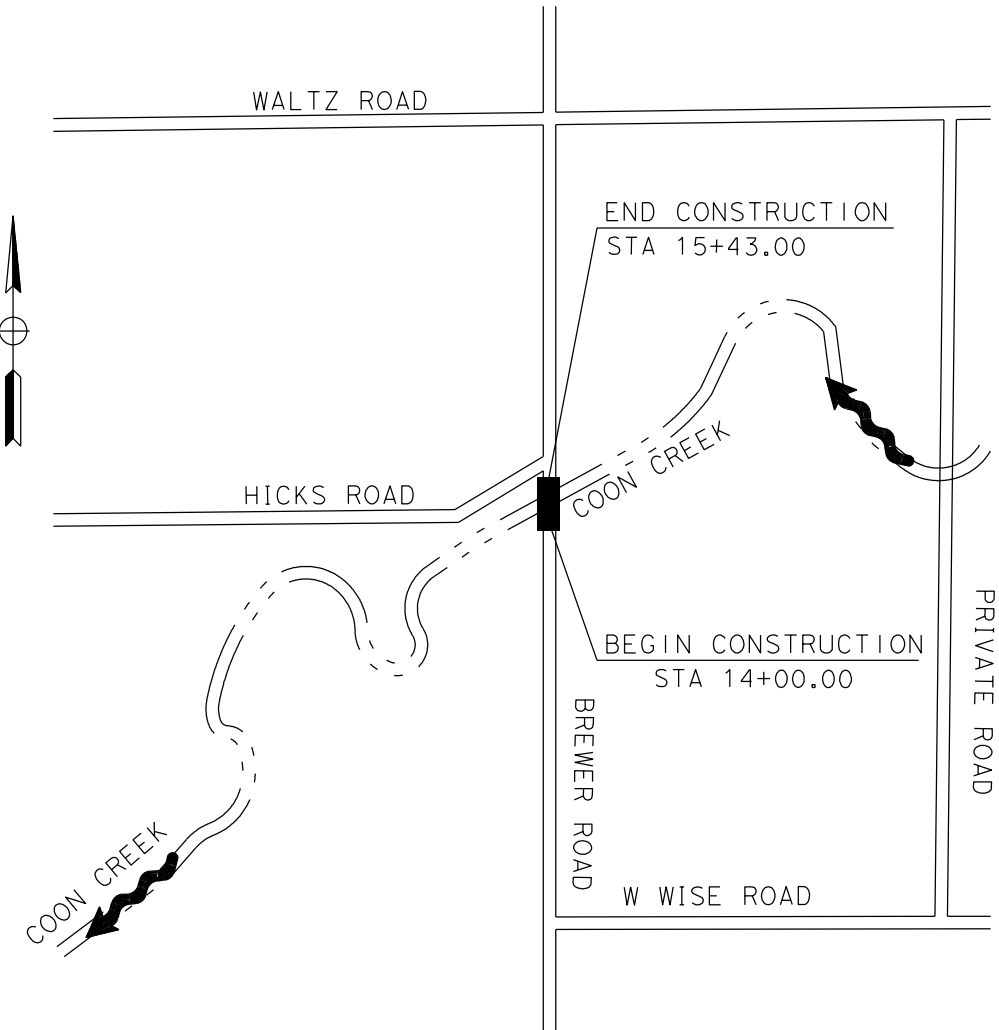 WALTZ ROAD
END CONSTRUCTION
STA 15+43.00
COON CREEK
HICKS ROAD
BEGIN CONSTRUCTION
STA 14+00.00
PRIVATE ROAD
BREWER ROAD
COON CREEK
W WISE ROAD